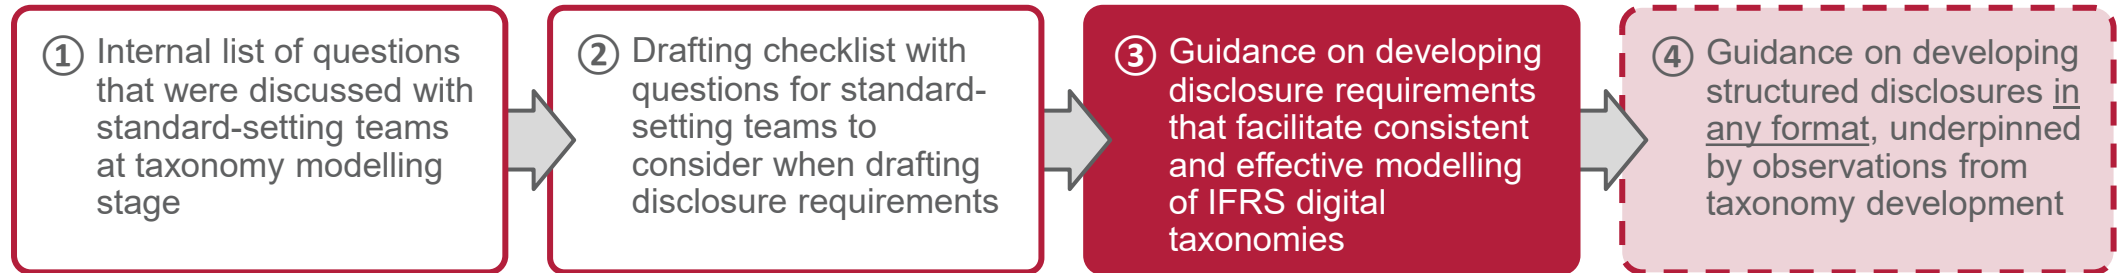 ① Internal list of questions
that were discussed with
standard-setting teams
at taxonomy modelling
stage
② Drafting checklist with
questions for standard-
setting teams to
consider when drafting
disclosure requirements
③ Guidance on developing
disclosure requirements
that facilitate consistent
and effective modelling
of IFRS digital
taxonomies
④ Guidance on developing
structured disclosures in
any format, underpinned
by observations from
taxonomy development